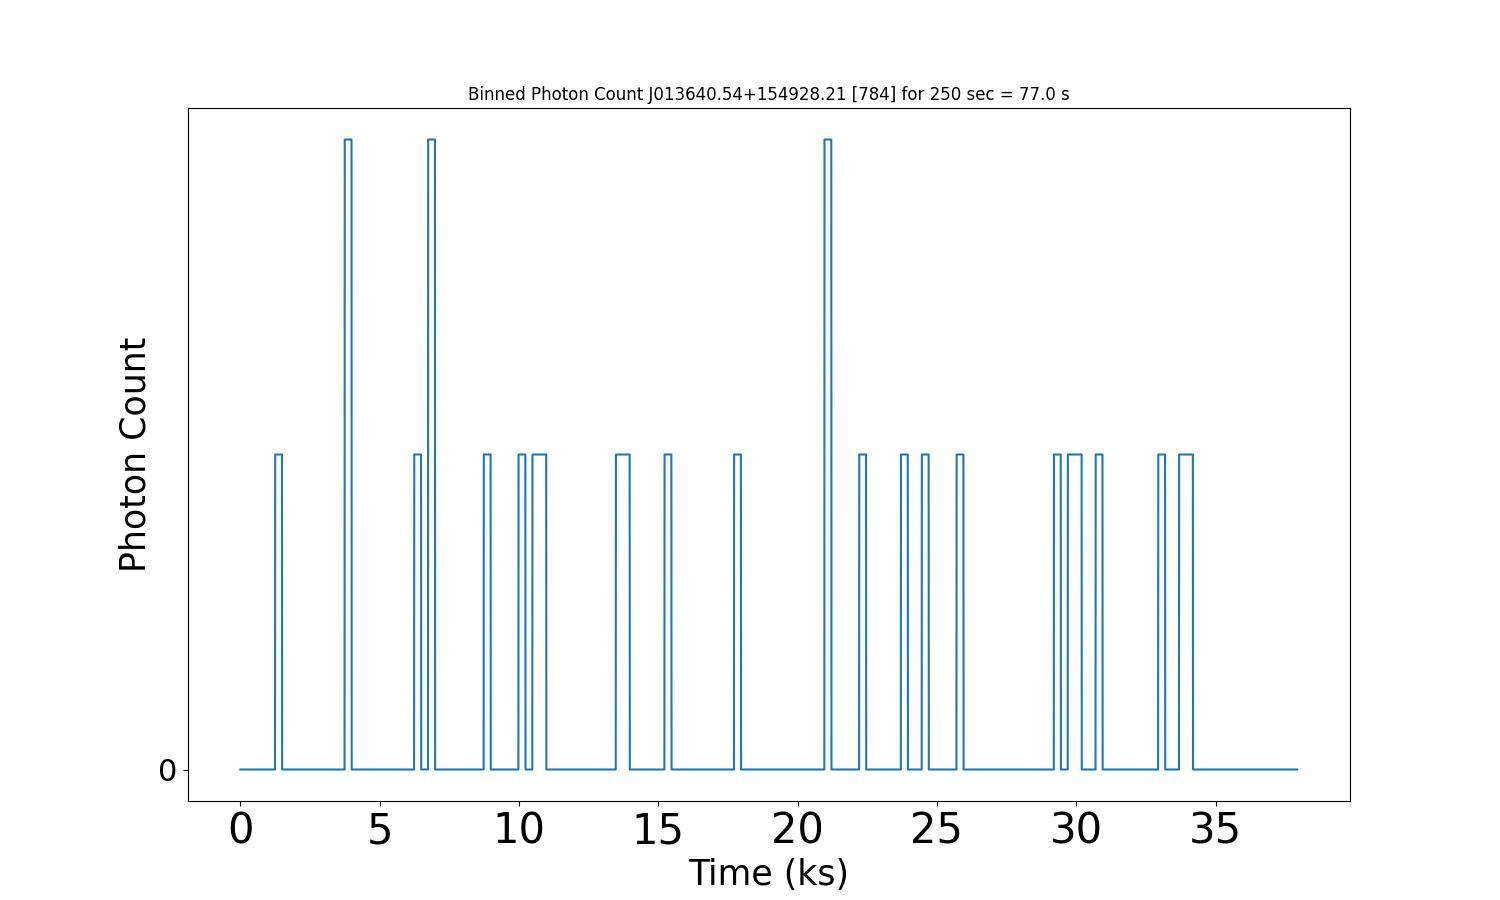 Binned Photon Count J013640.54+154928.21 [784] for 250 sec = 77.0 s
Photon Count
0
0 5 10 15 20 25 30 35
Time (ks)